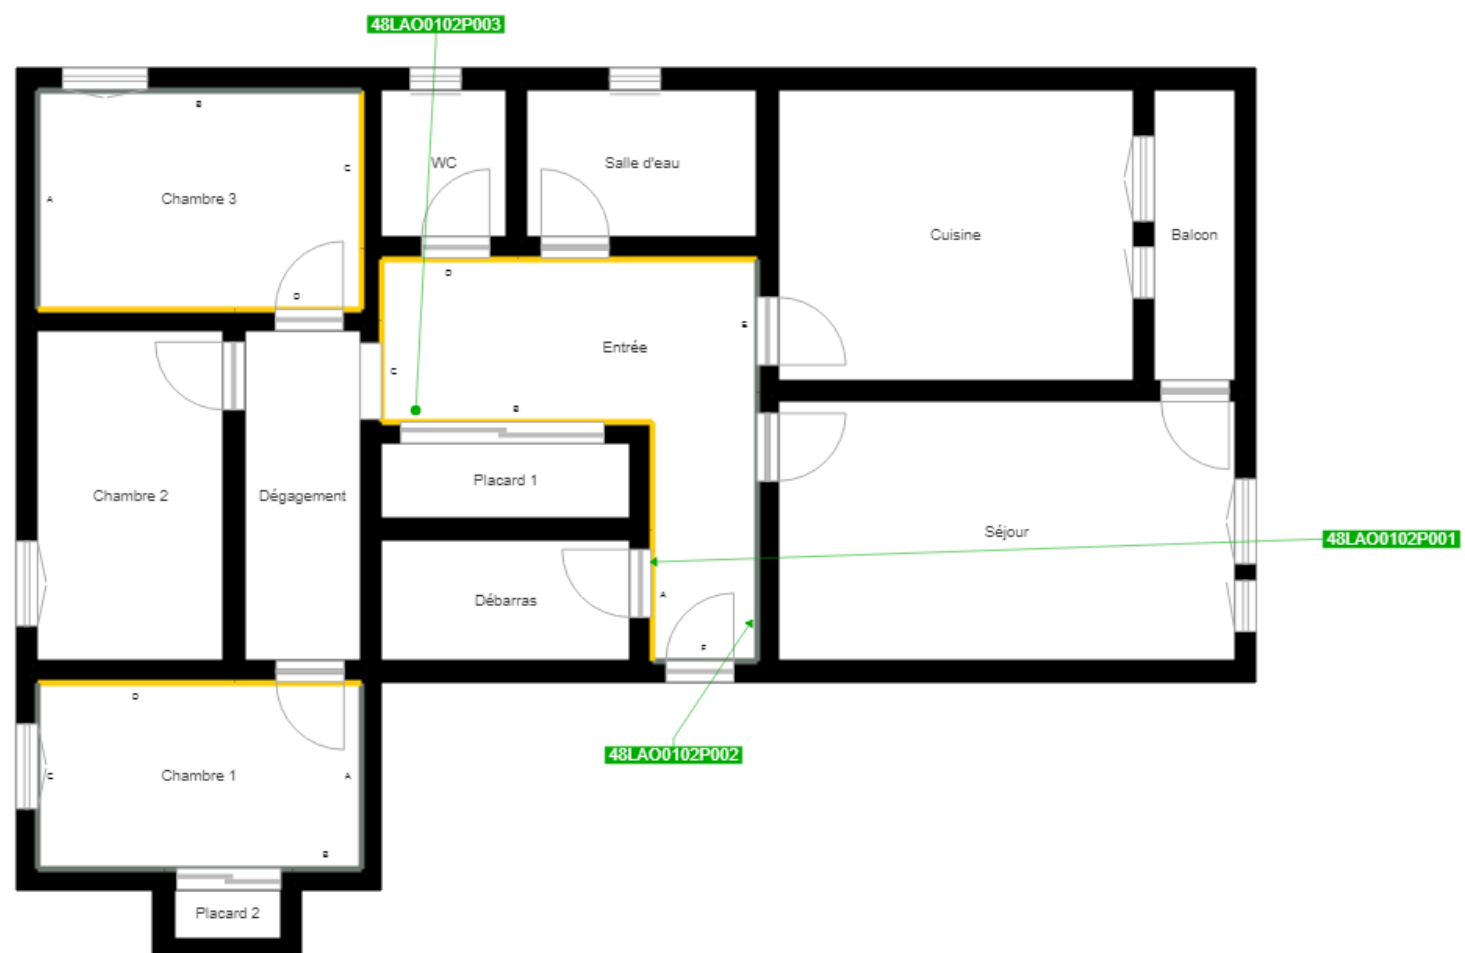 48LAO0102P003
B
C
WC
Salle d'eau
A
Chambre 3
Cuisine
Balcon
D
D
E
Entrée
C
B
Placard 1
Chambre 2
Dégagement
Séjour
48LAO0102P001
Débarras
A
F
D
48LAO0102P002
C
Chambre 1
A
B
Placard 2